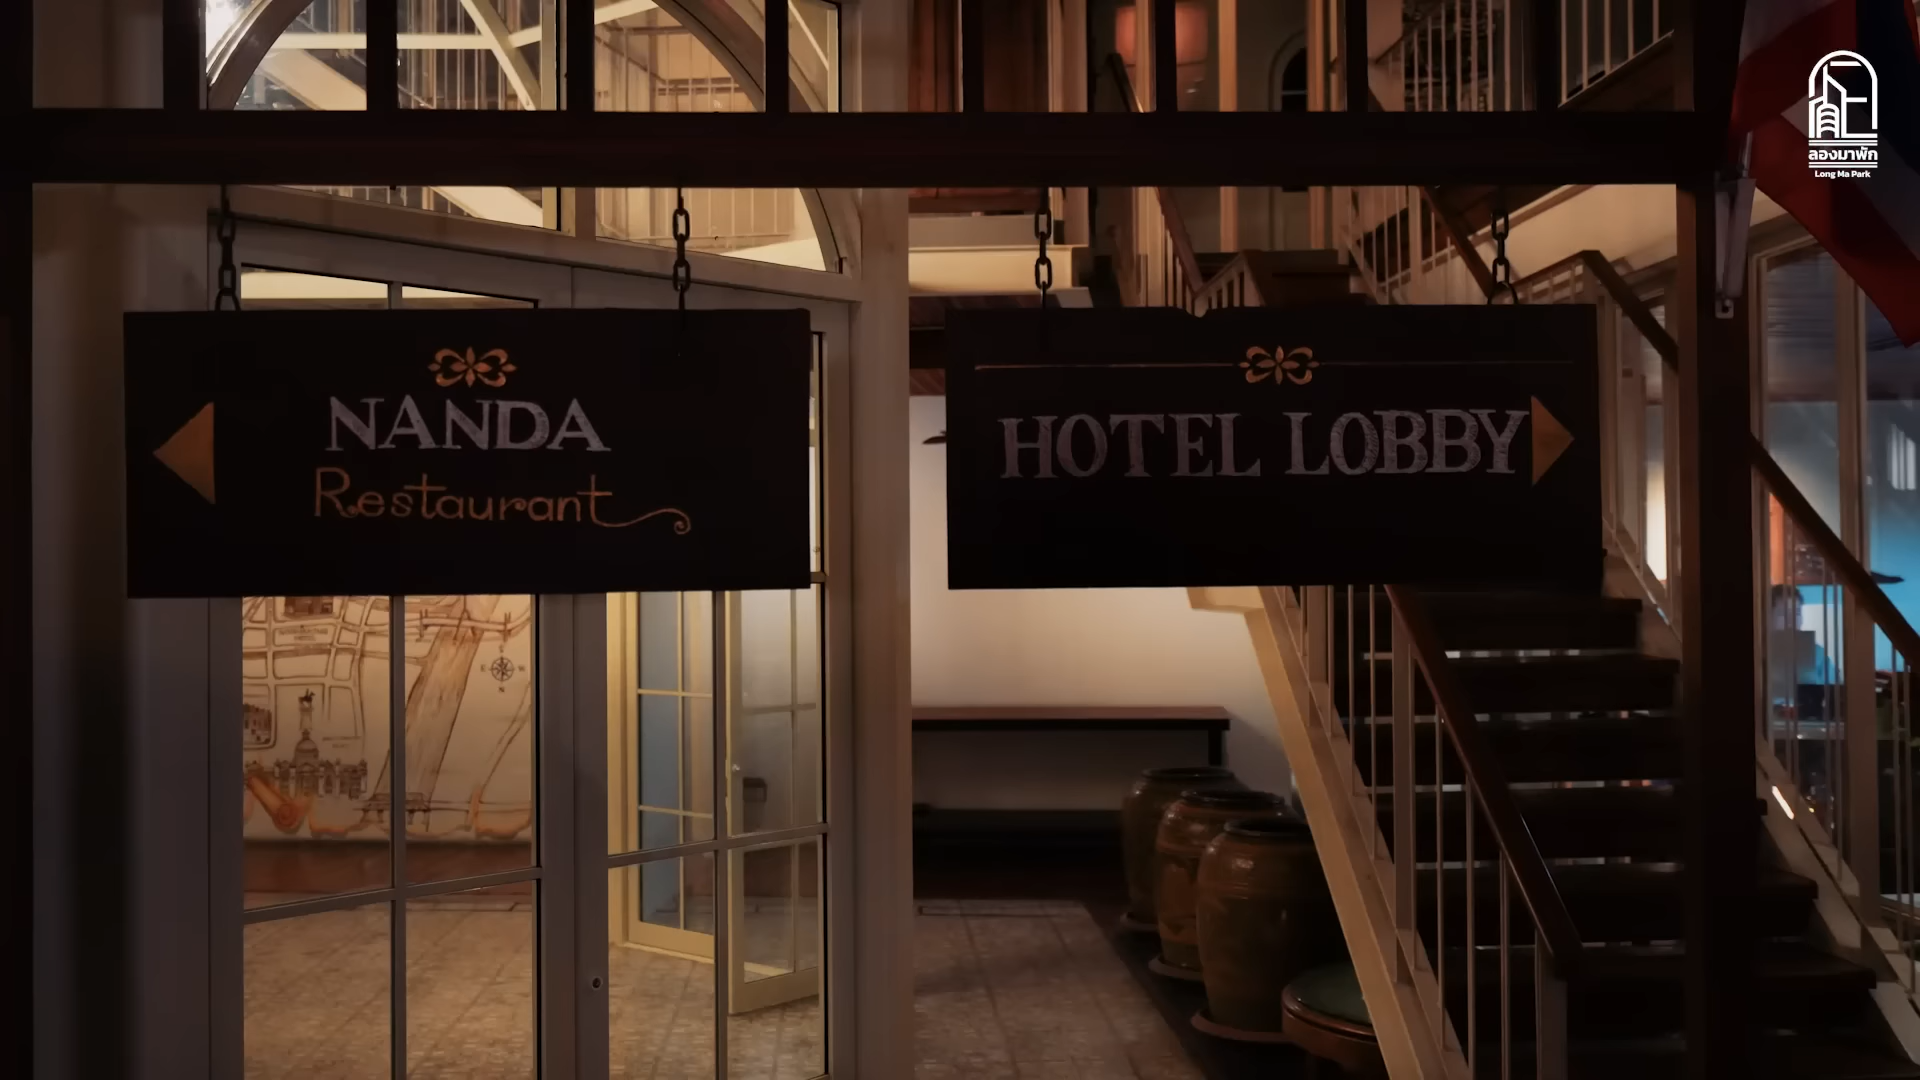 NANDA
Restaurant
HOTEL LOBBY
ลองมาพัก
Long Ma Park